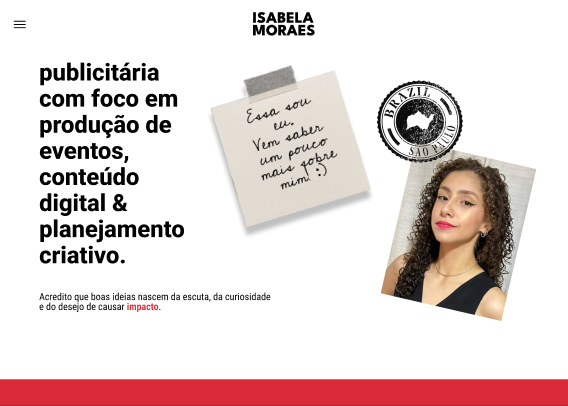 ISABELA
MORAES
publicitária
com foco em
produção de
eventos,
conteúdo
digital &
planejamento
criativo.
Essa sou
eu.
Vem saber
um pouco
mais sobre
mim :)
BRAZIL
SAO PAULO
Acredito que boas ideias nascem da escuta, da curiosidade
e do desejo de causar impacto.